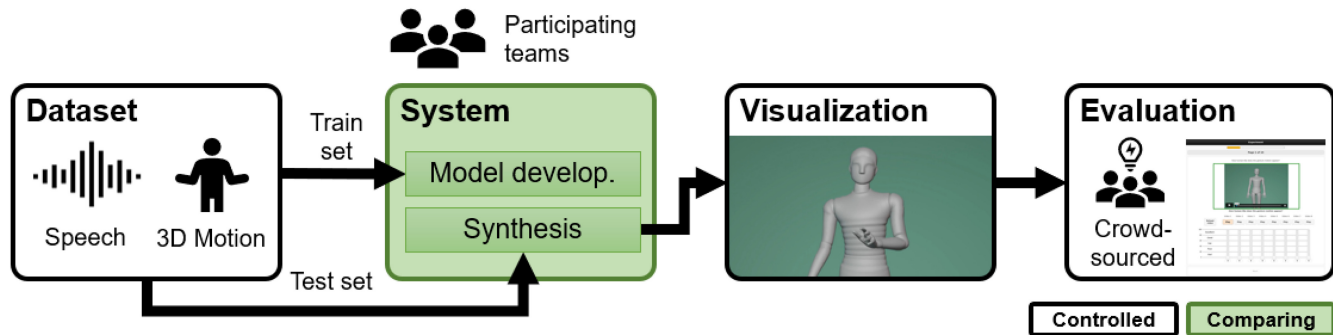 Participating
teams
Dataset
Speech
3D Motion
Train
set
Test set
System
Model develop.
Synthesis
Visualization
Evaluation
Crowd-
sourced
Controlled
Comparing